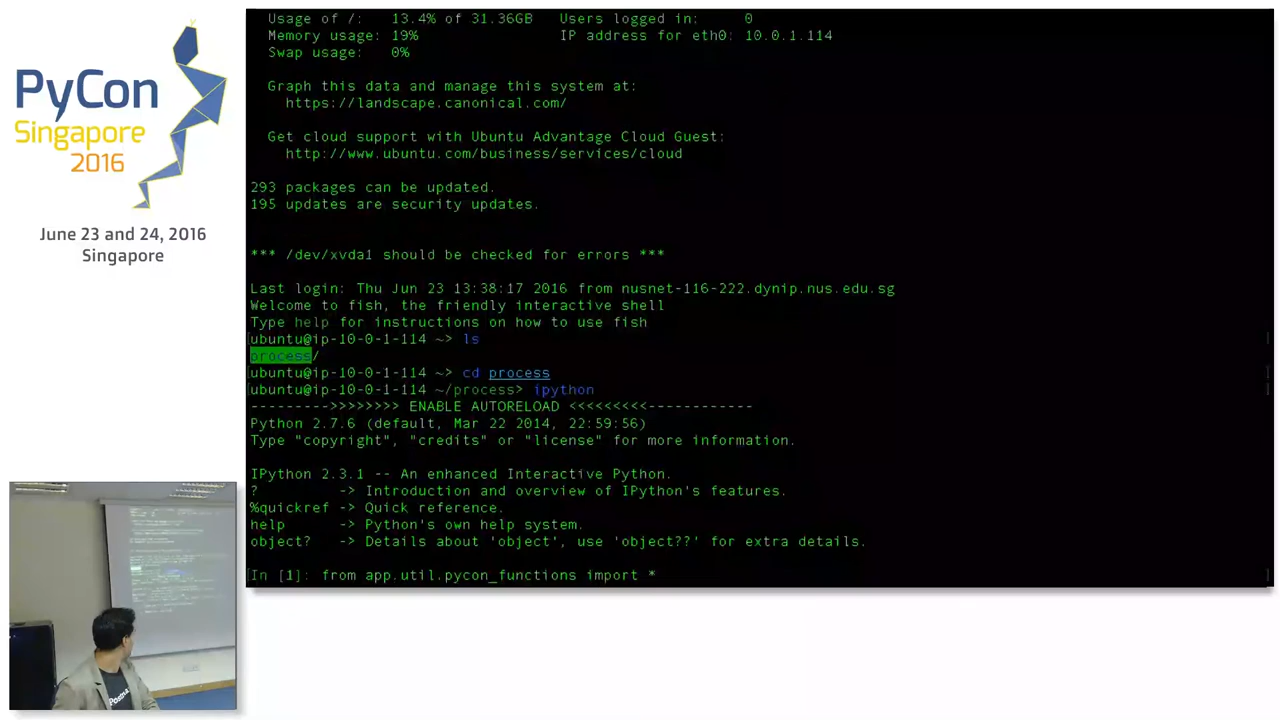 PyCon
Singapore
2016
June 23 and 24, 2016
Singapore
Usage of /: 13.4% of 31.36GB Users logged in: 0
Memory usage: 19% IP address for eth0: 10.0.1.114
Swap usage: 0%
Graph this data and manage this system at:
https://landscape.canonical.com/
Get cloud support with Ubuntu Advantage Cloud Guest:
http://www.ubuntu.com/business/services/cloud
293 packages can be updated.
195 updates are security updates.
*** /dev/xvda1 should be checked for errors ***
Last login: Thu Jun 23 13:38:17 2016 from nusnet-116-222.dynip.nus.edu.sg
Welcome to fish, the friendly interactive shell
Type help for instructions on how to use fish
ubuntu@ip-10-0-1-114 ~> ls
process/
ubuntu@ip-10-0-1-114 ~> cd process
ubuntu@ip-10-0-1-114 ~/process> ipython
--------->>>>>>>> ENABLE AUTORELOAD <<<<<<<<<------------
Python 2.7.6 (default, Mar 22 2014, 22:59:56)
Type "copyright", "credits" or "license" for more information.
IPython 2.3.1 -- An enhanced Interactive Python.
? -> Introduction and overview of IPython's features.
%quickref -> Quick reference.
help -> Python's own help system.
object? -> Details about 'object', use 'object??' for extra details.
In [1]: from app.util.pycon_functions import *